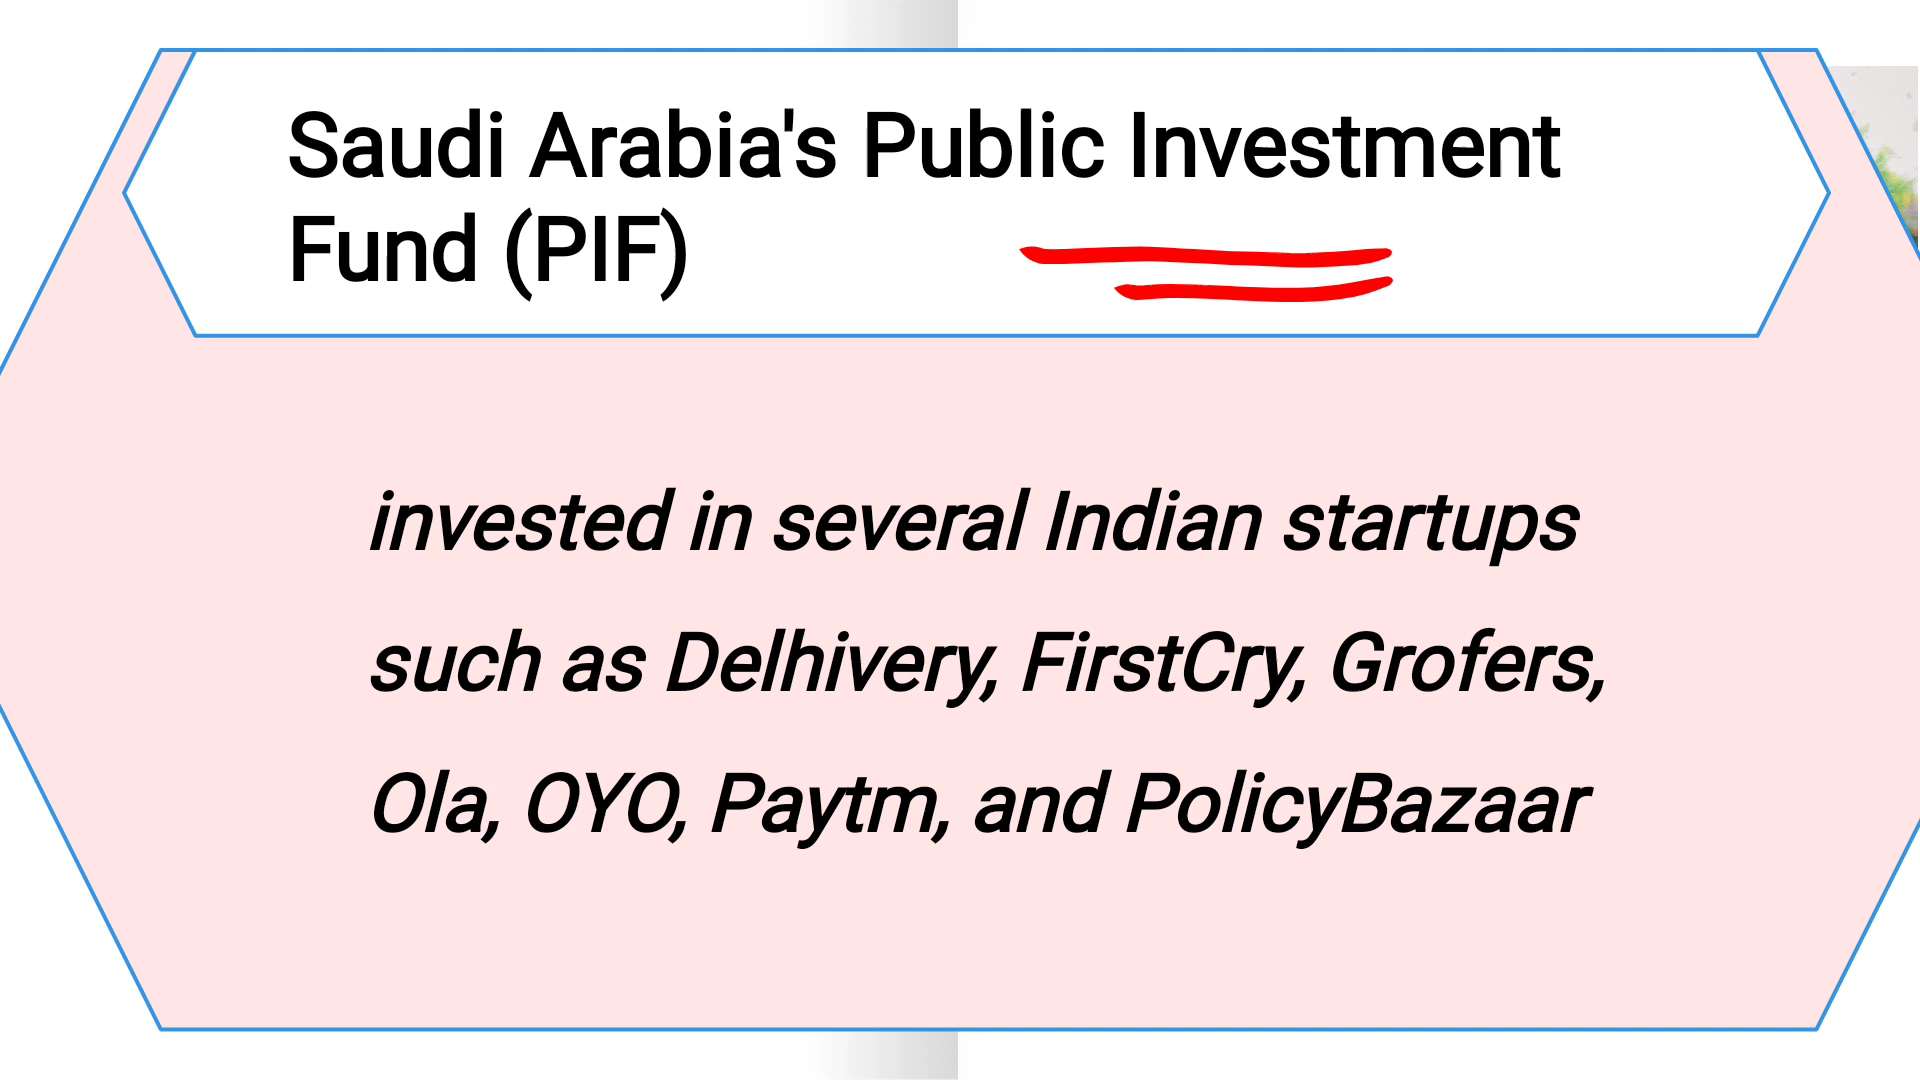 Saudi Arabia's Public Investment
Fund (PIF)
invested in several Indian startups
such as Delhivery, FirstCry, Grofers,
Ola, OYO, Paytm, and PolicyBazaar